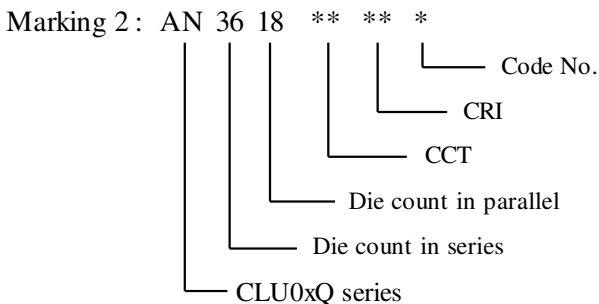 Marking 2 : AN 36 18 ** ** *
Code No.
CRI
CCT
Die count in parallel
Die count in series
CLU0xQ series